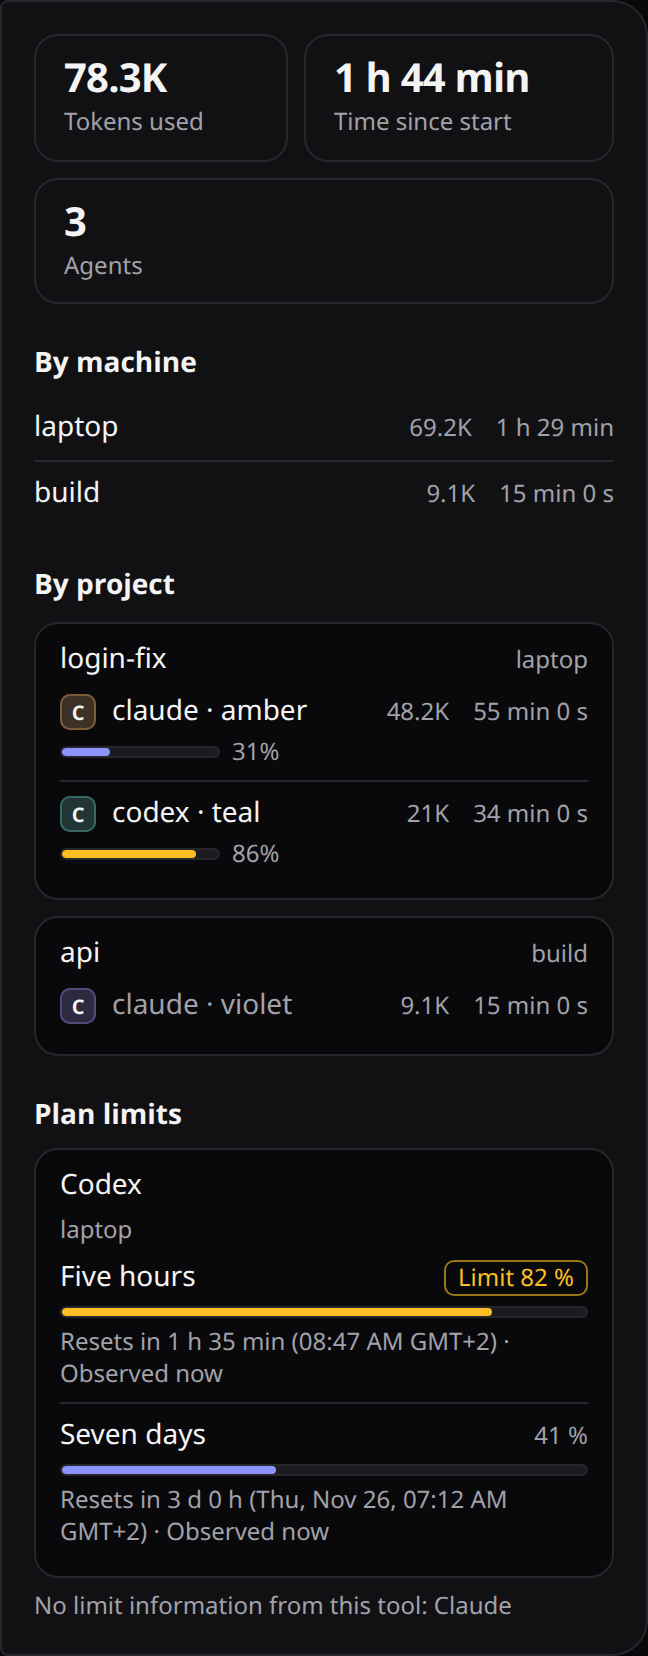 78.3K
Tokens used
1 h 44 min
Time since start
3
Agents
By machine
laptop 69.2K 1 h 29 min
build 9.1K 15 min 0 s
By project
login-fix laptop
C claude · amber 48.2K 55 min 0 s
31%
C codex · teal 21K 34 min 0 s
86%
api build
C claude · violet 9.1K 15 min 0 s
Plan limits
Codex
laptop
Five hours Limit 82 %
Resets in 1 h 35 min (08:47 AM GMT+2) ·
Observed now
Seven days 41 %
Resets in 3 d 0 h (Thu, Nov 26, 07:12 AM
GMT+2) · Observed now
No limit information from this tool: Claude